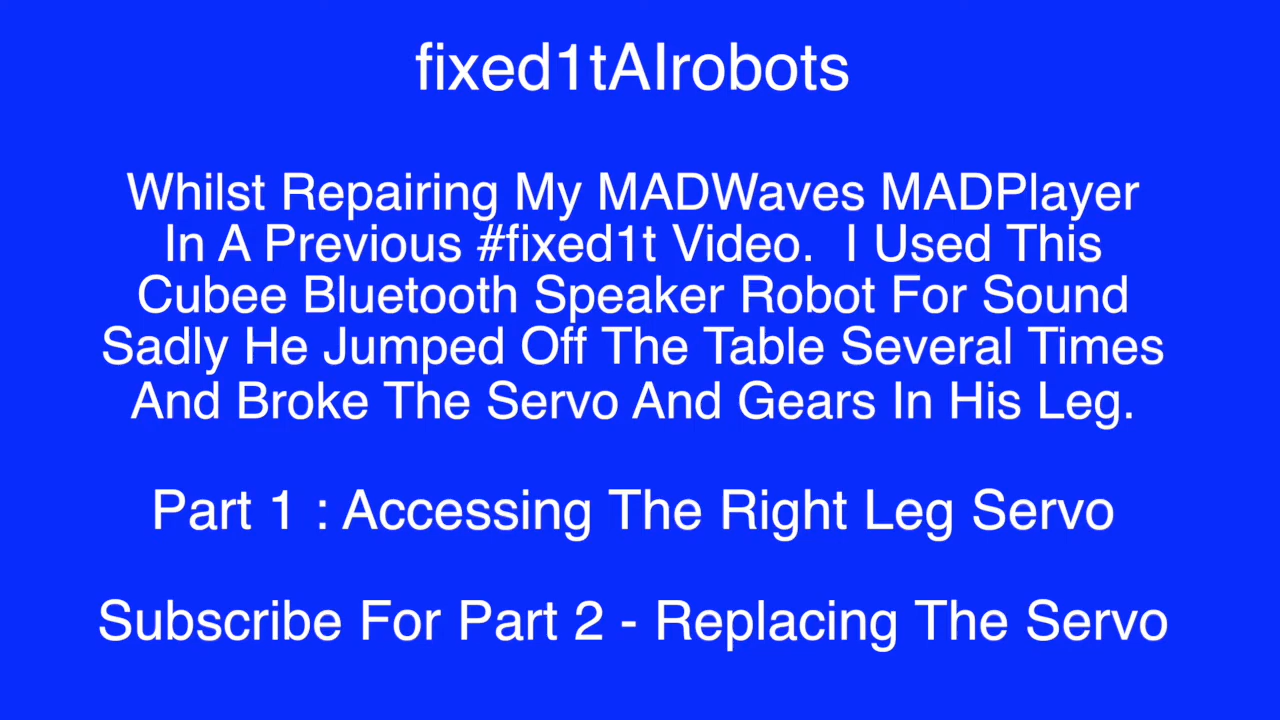 fixed1tAIrobots
Whilst Repairing My MADWaves MADPlayer
In A Previous #fixed1t Video.  I Used This
Cubee Bluetooth Speaker Robot For Sound
Sadly He Jumped Off The Table Several Times
And Broke The Servo And Gears In His Leg.
Part 1 : Accessing The Right Leg Servo
Subscribe For Part 2 - Replacing The Servo